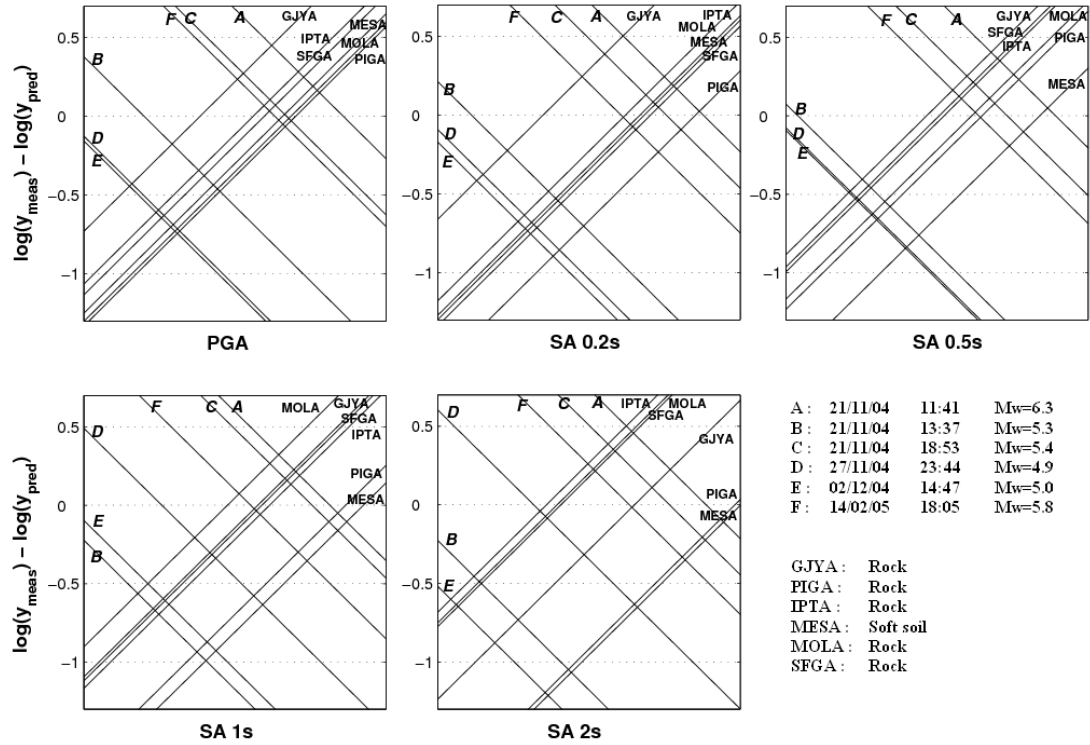 F C A GJYA
MESA
IPTA MOLA
B SFGA PIGA
D
E
0.5
0
−0.5
−1
log(y_meas) − log(y_pred)
PGA
F C A GJYA IPTA
MOLA
MESA
SFGA
B PIGA
D
E
0.5
0
−0.5
−1
SA 0.2s
F C A GJYA MOLA
SFGA PIGA
IPTA
MESA
B
D
E
0.5
0
−0.5
−1
SA 0.5s
F C A MOLA GJYA
SFGA
D IPTA
PIGA
MESA
E
B
0.5
0
−0.5
−1
log(y_meas) − log(y_pred)
SA 1s
D F C A IPTA MOLA
SFGA
GJYA
PIGA
MESA
B
E
0.5
0
−0.5
−1
SA 2s
A : 21/11/04 11:41 Mw=6.3
B : 21/11/04 13:37 Mw=5.3
C : 21/11/04 18:53 Mw=5.4
D : 27/11/04 23:44 Mw=4.9
E : 02/12/04 14:47 Mw=5.0
F : 14/02/05 18:05 Mw=5.8
GJYA : Rock
PIGA : Rock
IPTA : Rock
MESA : Soft soil
MOLA : Rock
SFGA : Rock